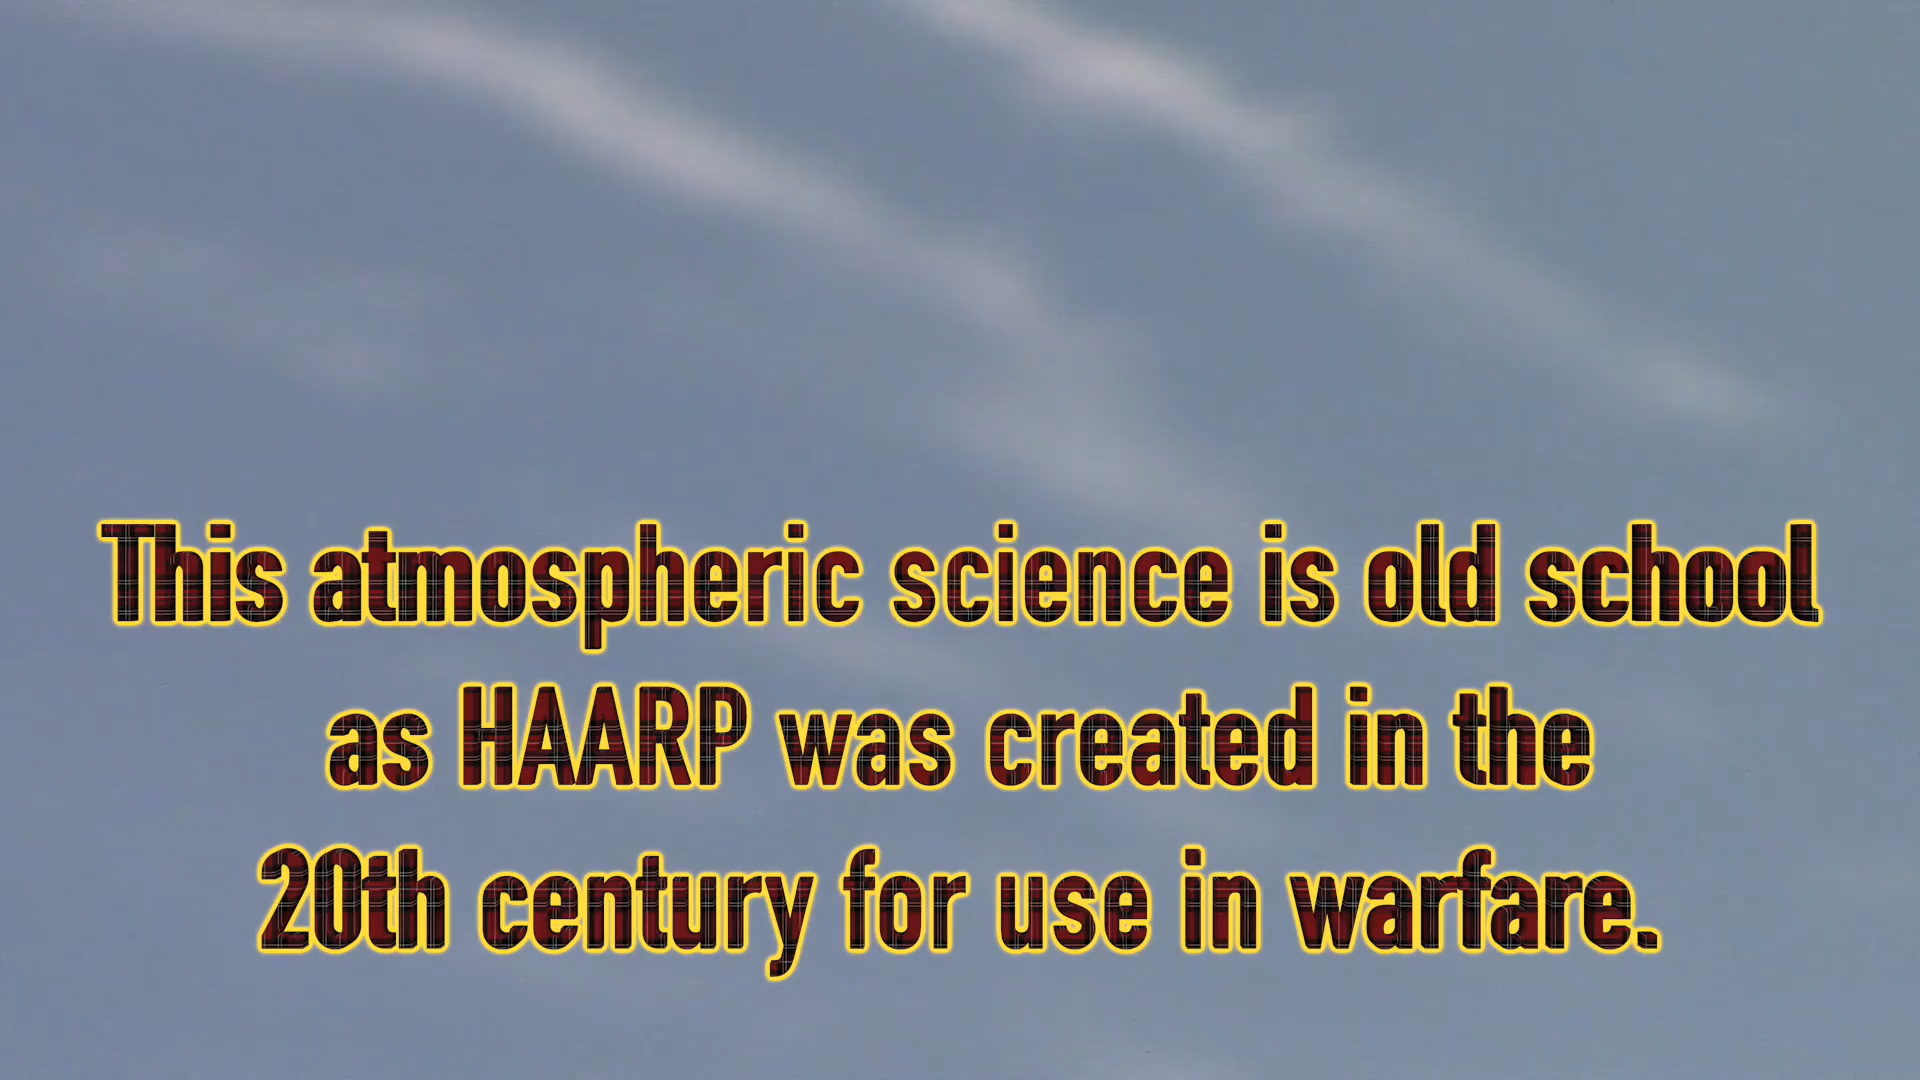 This atmospheric science is old school
as HAARP was created in the
20th century for use in warfare.